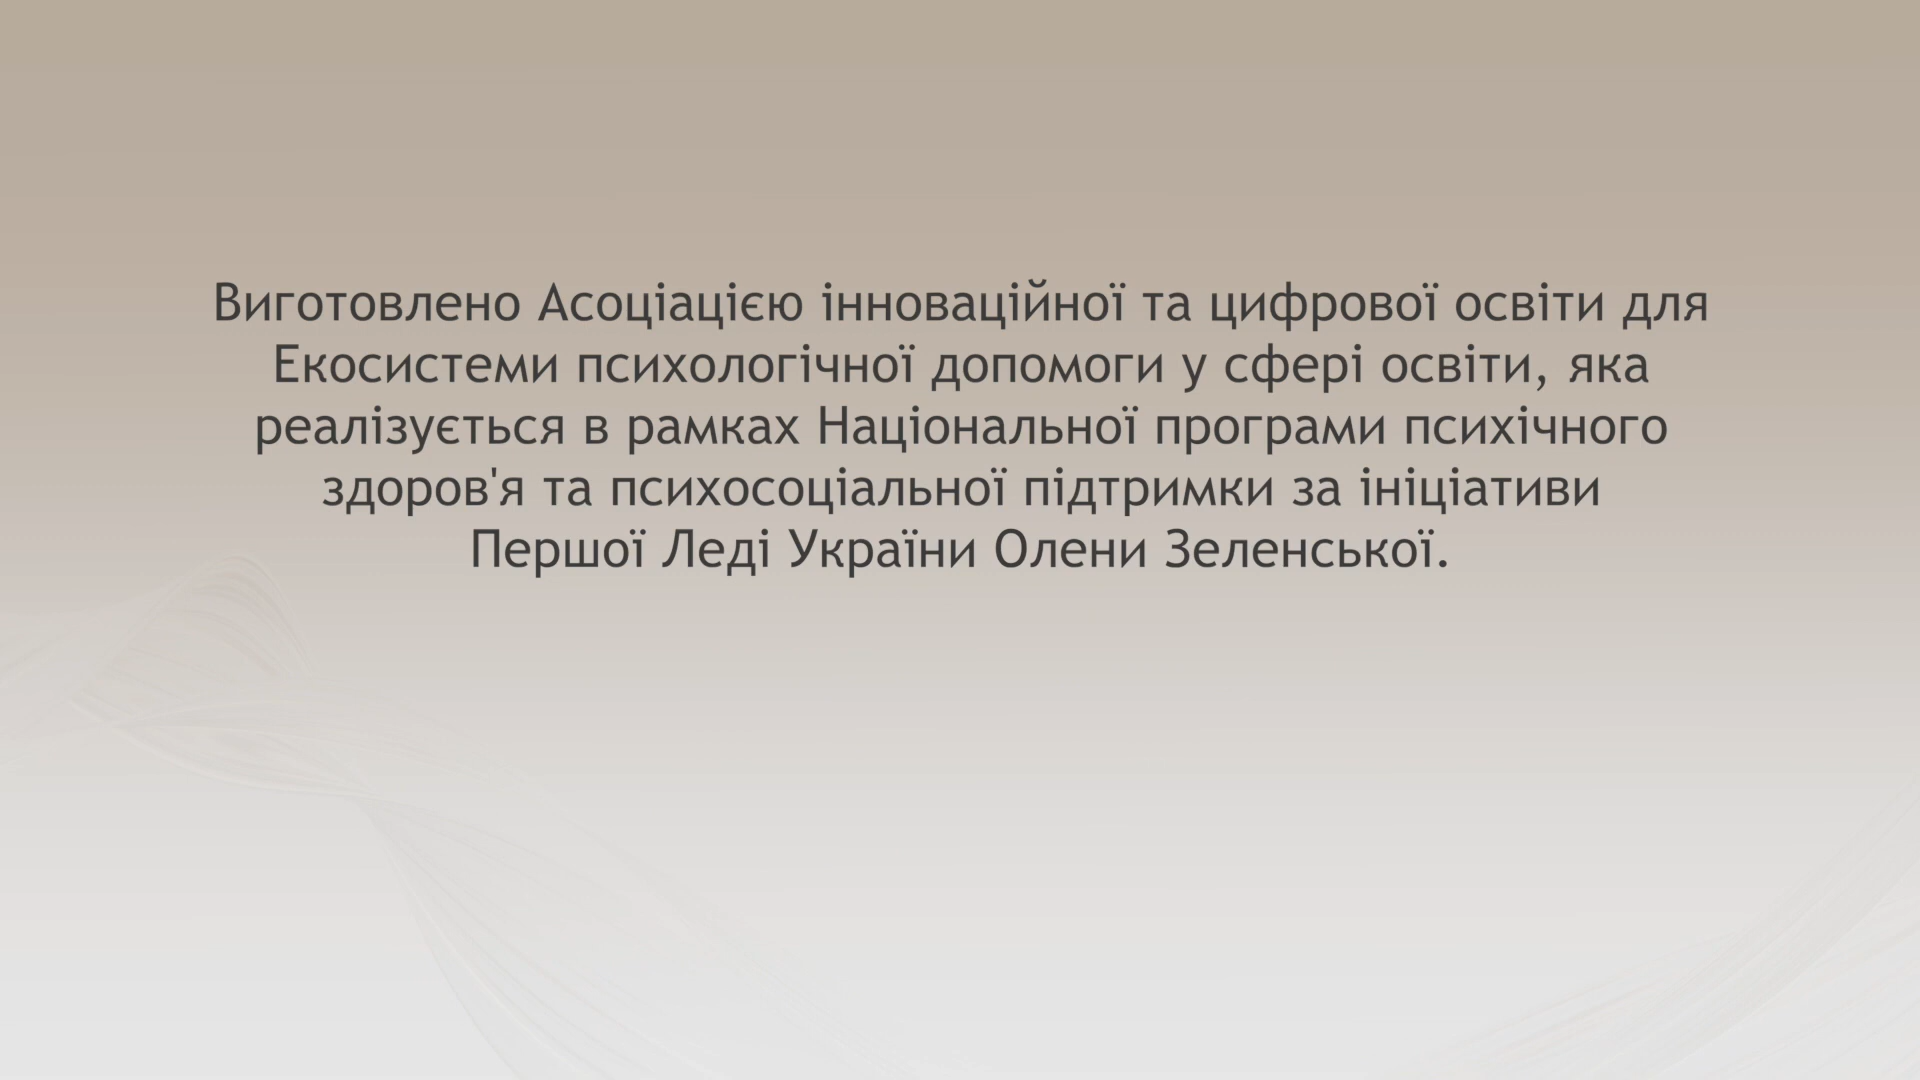 Виготовлено Асоціацією інноваційної та цифрової освіти для
Екосистеми психологічної допомоги у сфері освіти, яка
реалізується в рамках Національної програми психічного
здоров'я та психосоціальної підтримки за ініціативи
Першої Леді України Олени Зеленської.